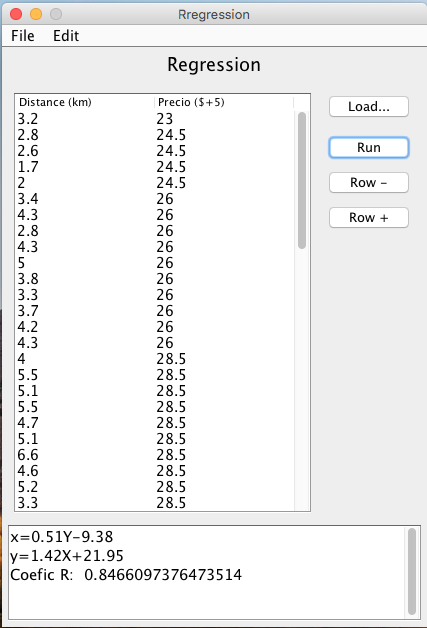 Rregression
File Edit
Rregression
Distance (km) Precio ($+5)
Load...
3.2 23
2.8 24.5
2.6 24.5
Run
1.7 24.5
2 24.5
Row –
3.4 26
4.3 26
Row +
2.8 26
4.3 26
5 26
3.8 26
3.3 26
3.7 26
4.2 26
4.3 26
4 28.5
5.5 28.5
5.1 28.5
5.5 28.5
4.7 28.5
5.1 28.5
6.6 28.5
4.6 28.5
5.2 28.5
3.3 28.5
x=0.51Y-9.38
y=1.42X+21.95
Coefic R: 0.8466097376473514